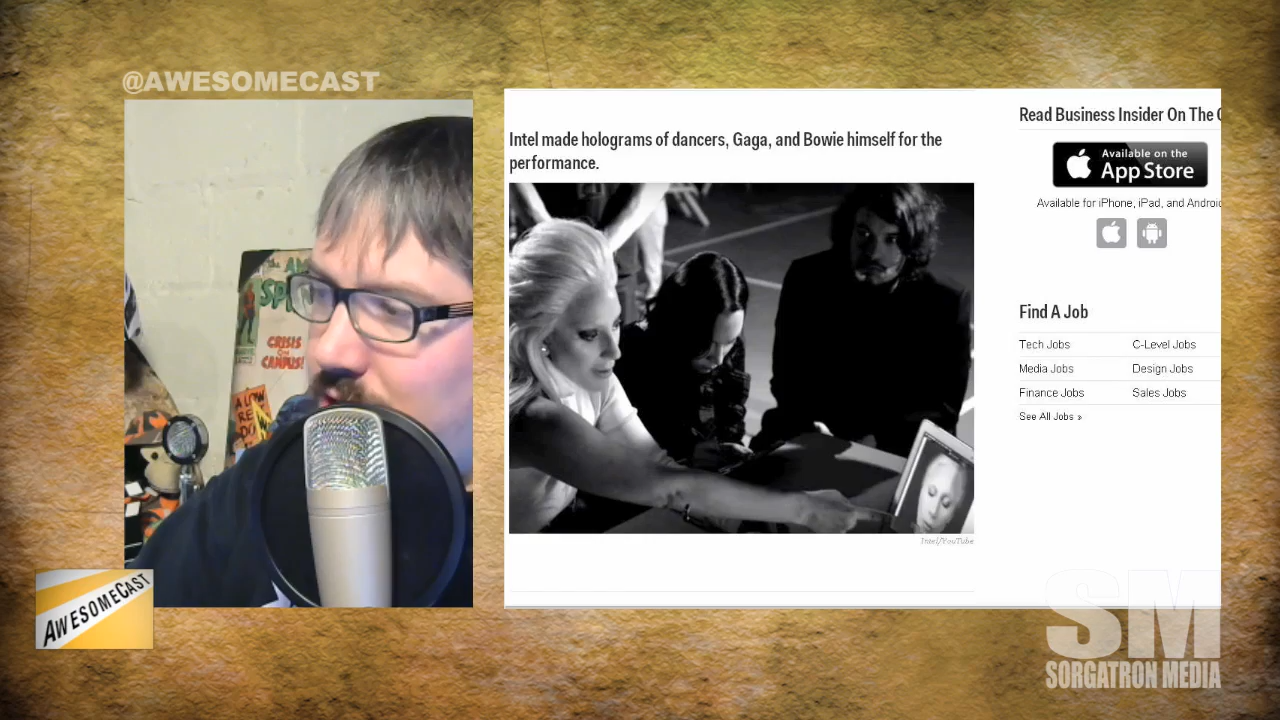 @AWESOMECAST
Intel made holograms of dancers, Gaga, and Bowie himself for the
performance.
Intel/YouTube
Read Business Insider On The
Available on the
App Store
Available for iPhone, iPad, and
Find A Job
Tech Jobs
C-Level Jobs
Media Jobs
Design Jobs
Finance Jobs
Sales Jobs
See All Jobs »
CRISIS
ON
CAMPUS!
AWESOMECAST
SM
SORGATRON MEDIA